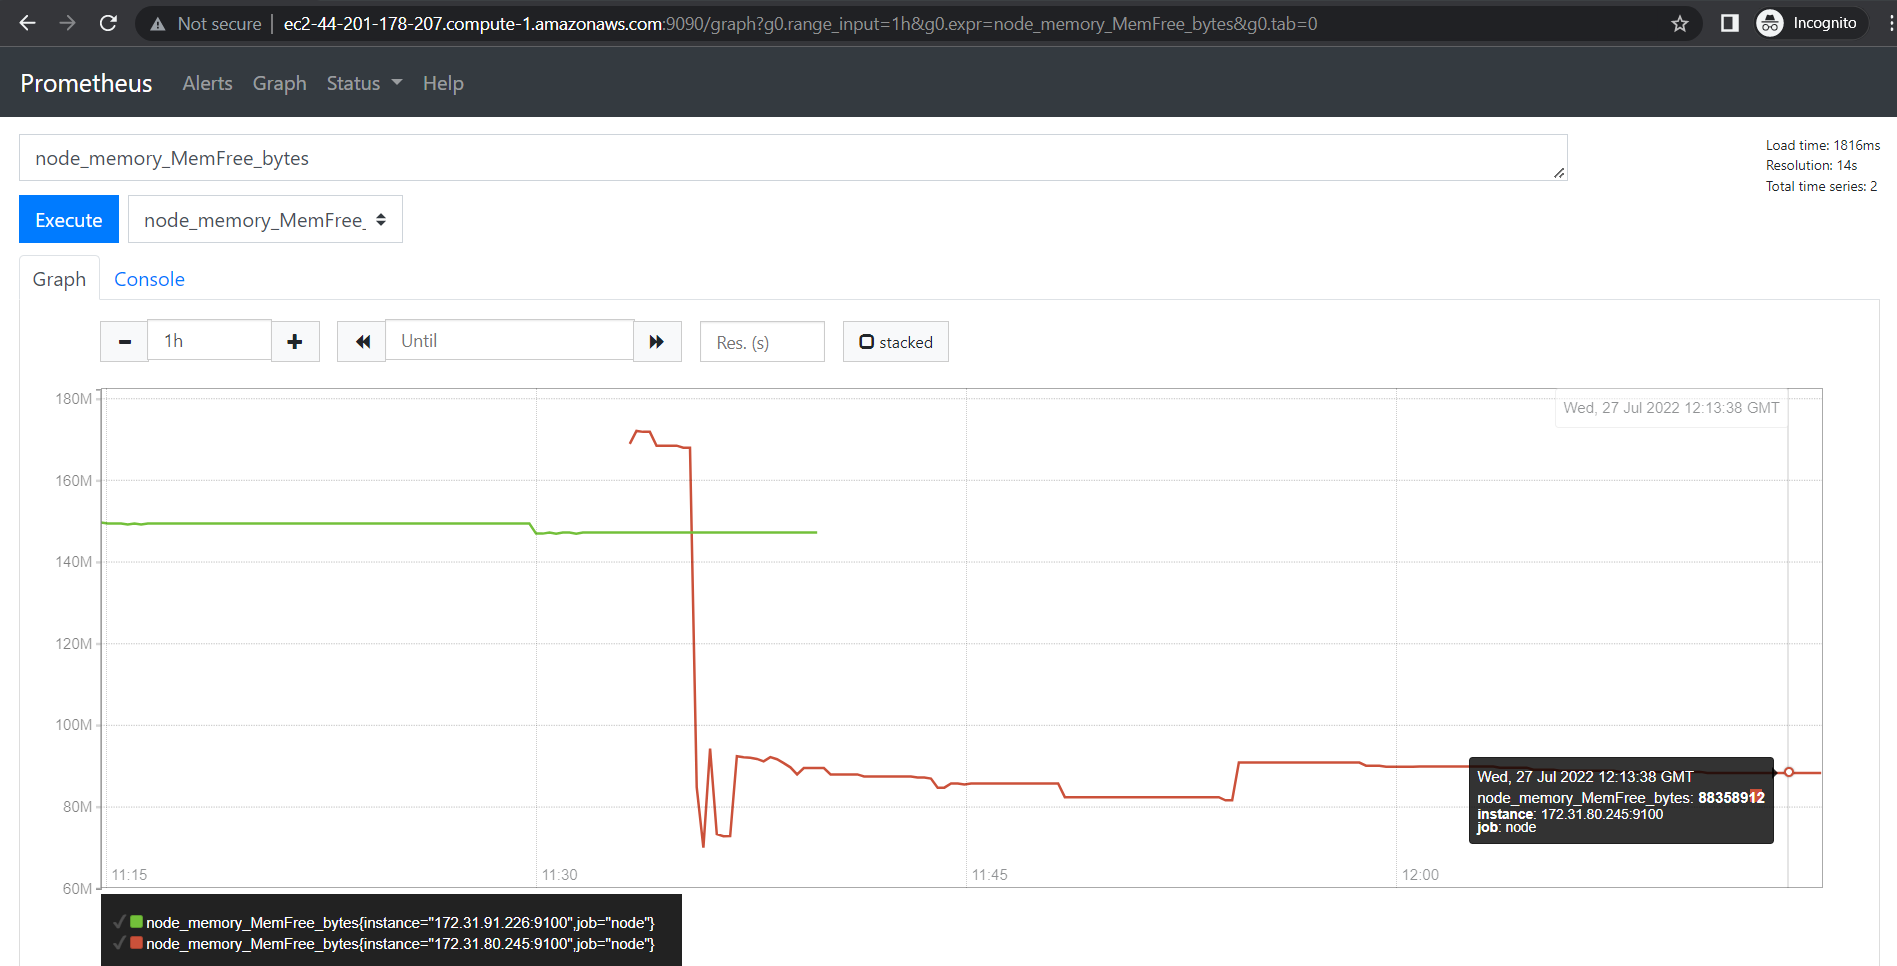 Not secure | ec2-44-201-178-207.compute-1.amazonaws.com:9090/graph?g0.range_input=1h&g0.expr=node_memory_MemFree_bytes&g0.tab=0
Incognito
Prometheus Alerts Graph Status Help
node_memory_MemFree_bytes
Load time: 1816ms
Resolution: 14s
Total time series: 2
Execute node_memory_MemFree_
Graph Console
1h Until Res. (s) stacked
180M
160M
140M
120M
100M
80M
60M
Wed, 27 Jul 2022 12:13:38 GMT
Wed, 27 Jul 2022 12:13:38 GMT
node_memory_MemFree_bytes: 88358912
instance: 172.31.80.245:9100
job: node
11:15 11:30 11:45 12:00
node_memory_MemFree_bytes{instance="172.31.91.226:9100",job="node"}
node_memory_MemFree_bytes{instance="172.31.80.245:9100",job="node"}